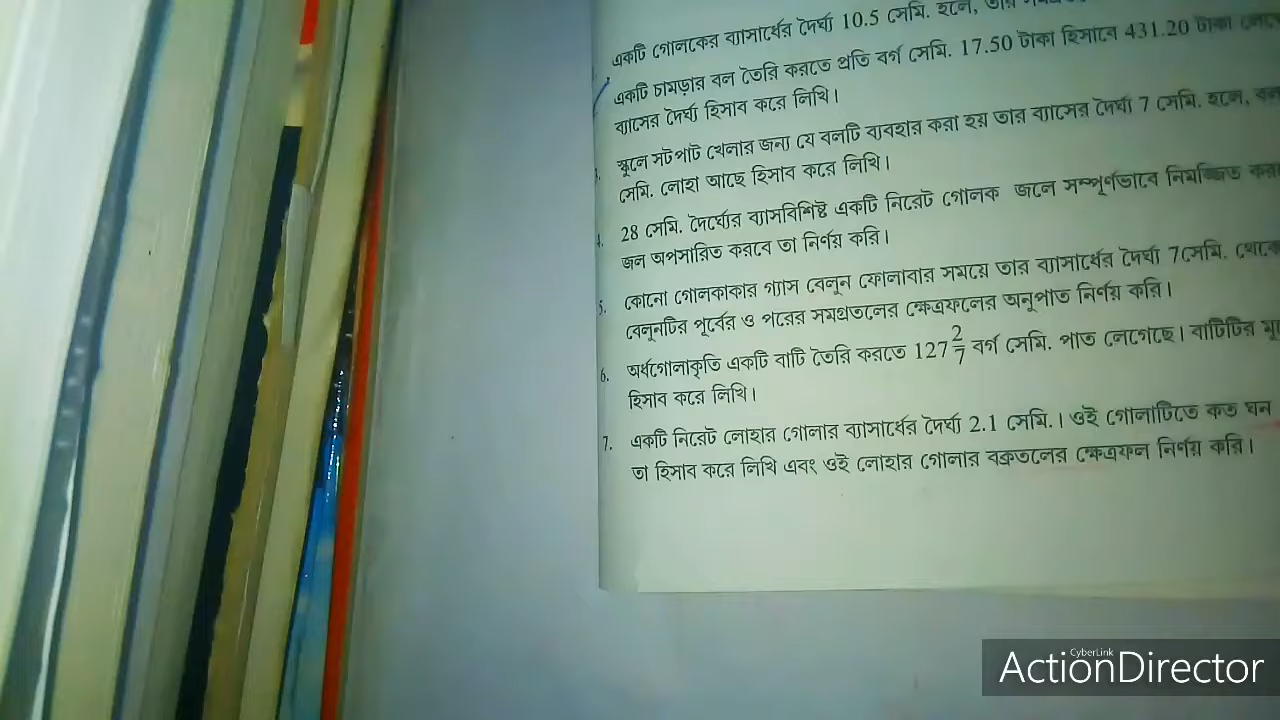 একটি গোলকের ব্যাসার্ধের দৈর্ঘ্য 10.5 সেমি. হলে, তার
একটি চামড়ার বল তৈরি করতে প্রতি বর্গ সেমি. 17.50 টাকা হিসাবে 431.20 টাকা
ব্যাসের দৈর্ঘ্য হিসাব করে লিখি।
স্কুলে সটপাট খেলার জন্য যে বলটি ব্যবহার করা হয় তার ব্যাসের দৈর্ঘ্য 7 সেমি. হলে,
সেমি. লোহা আছে হিসাব করে লিখি।
4. 28 সেমি. দৈর্ঘ্যের ব্যাসবিশিষ্ট একটি নিরেট গোলক জলে সম্পূর্ণভাবে নিমজ্জিত
জল অপসারিত করবে তা নির্ণয় করি।
5. কোনো গোলকাকার গ্যাস বেলুন ফোলাবার সময়ে তার ব্যাসার্ধের দৈর্ঘ্য 7সেমি. থেকে
বেলুনটির পূর্বের ও পরের সমগ্রতলের ক্ষেত্রফলের অনুপাত নির্ণয় করি।
6. অর্ধগোলাকৃতি একটি বাটি তৈরি করতে 127 2/7 বর্গ সেমি. পাত লেগেছে। বাটিটির
হিসাব করে লিখি।
7. একটি নিরেট লোহার গোলার ব্যাসার্ধের দৈর্ঘ্য 2.1 সেমি.। ওই গোলাটিতে কত ঘন
তা হিসাব করে লিখি এবং ওই লোহার গোলার বক্রতলের ক্ষেত্রফল নির্ণয় করি।
CyberLink
ActionDirector